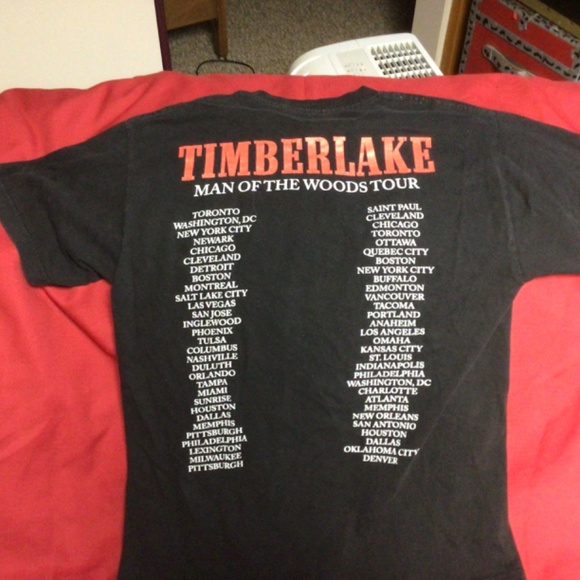 TIMBERLAKE
MAN OF THE WOODS TOUR
TORONTO
WASHINGTON, DC
NEW YORK CITY
NEWARK
CHICAGO
CLEVELAND
DETROIT
BOSTON
MONTREAL
SALT LAKE CITY
LAS VEGAS
SAN JOSE
INGLEWOOD
PHOENIX
TULSA
COLUMBUS
NASHVILLE
DULUTH
ORLANDO
TAMPA
MIAMI
SUNRISE
HOUSTON
DALLAS
MEMPHIS
PITTSBURGH
PHILADELPHIA
LEXINGTON
MILWAUKEE
PITTSBURGH
SAINT PAUL
CLEVELAND
CHICAGO
TORONTO
OTTAWA
QUEBEC CITY
BOSTON
NEW YORK CITY
BUFFALO
EDMONTON
VANCOUVER
TACOMA
PORTLAND
ANAHEIM
LOS ANGELES
OMAHA
KANSAS CITY
ST. LOUIS
INDIANAPOLIS
PHILADELPHIA
WASHINGTON, DC
CHARLOTTE
ATLANTA
MEMPHIS
NEW ORLEANS
SAN ANTONIO
HOUSTON
DALLAS
OKLAHOMA CITY
DENVER